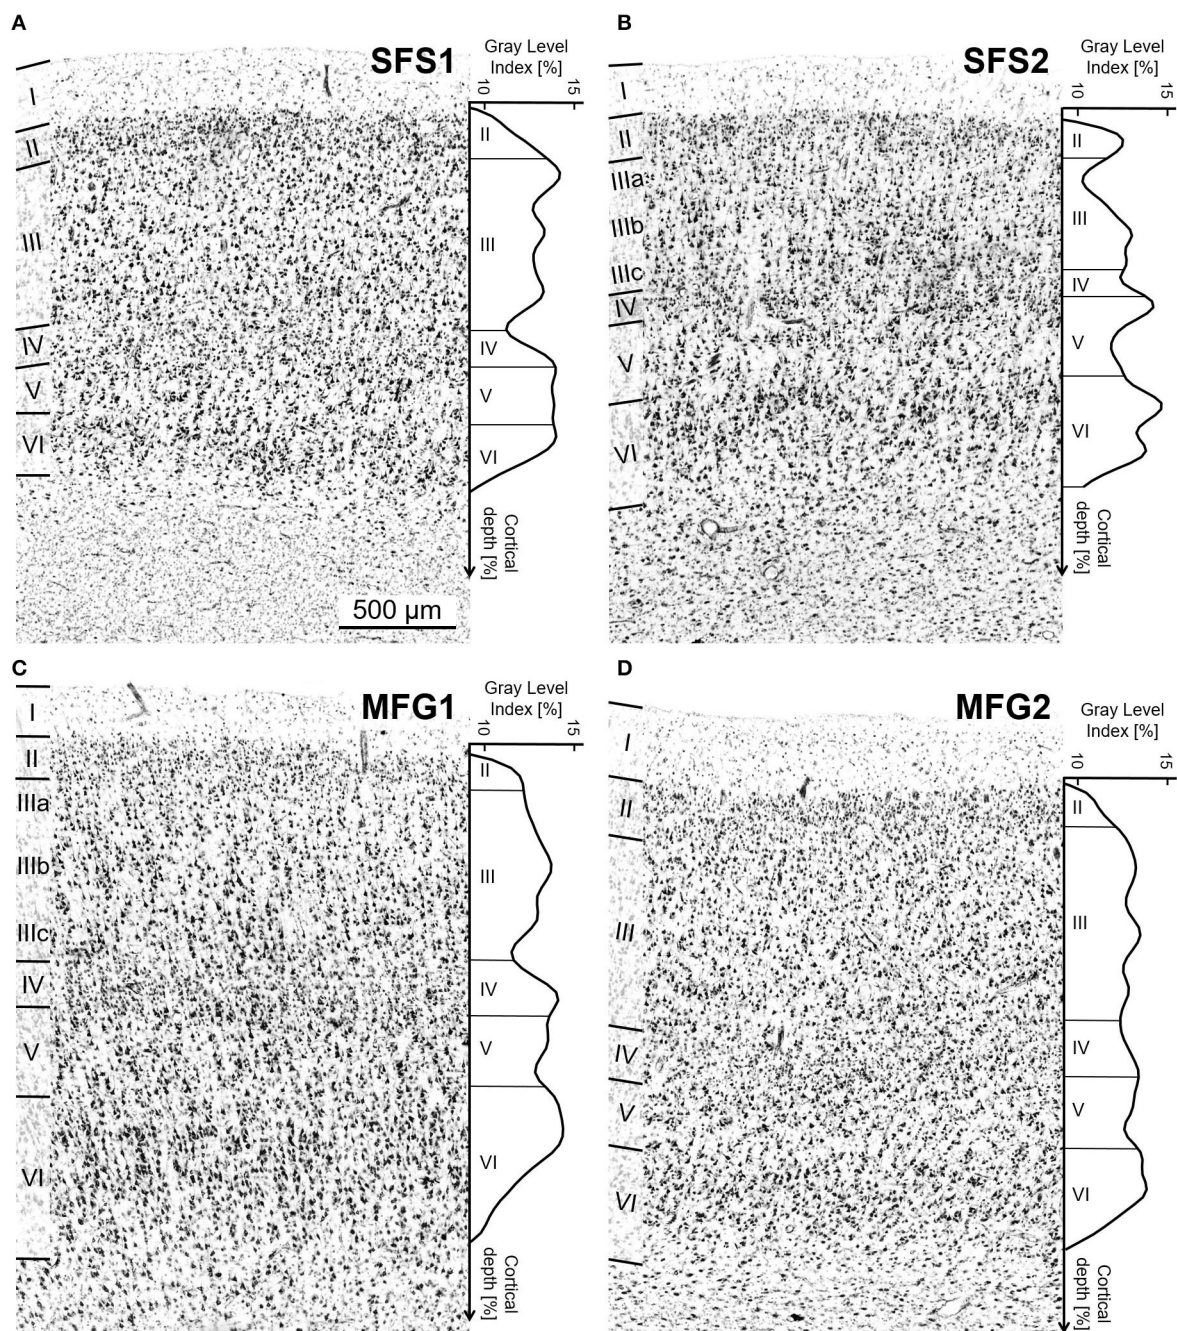 A
SFS1
Gray Level
Index [%]
10
15
I
II
III
IV
V
VI
II
III
IV
V
VI
Cortical
depth [%]
500 µm
B
SFS2
Gray Level
Index [%]
10
15
I
II
IIIa
IIIb
IIIc
IV
V
VI
II
III
IV
V
VI
Cortical
depth [%]
C
MFG1
Gray Level
Index [%]
10
15
I
II
IIIa
IIIb
IIIc
IV
V
VI
II
III
IV
V
VI
Cortical
depth [%]
D
MFG2
Gray Level
Index [%]
10
15
I
II
III
IV
V
VI
II
III
IV
V
VI
Cortical
depth [%]